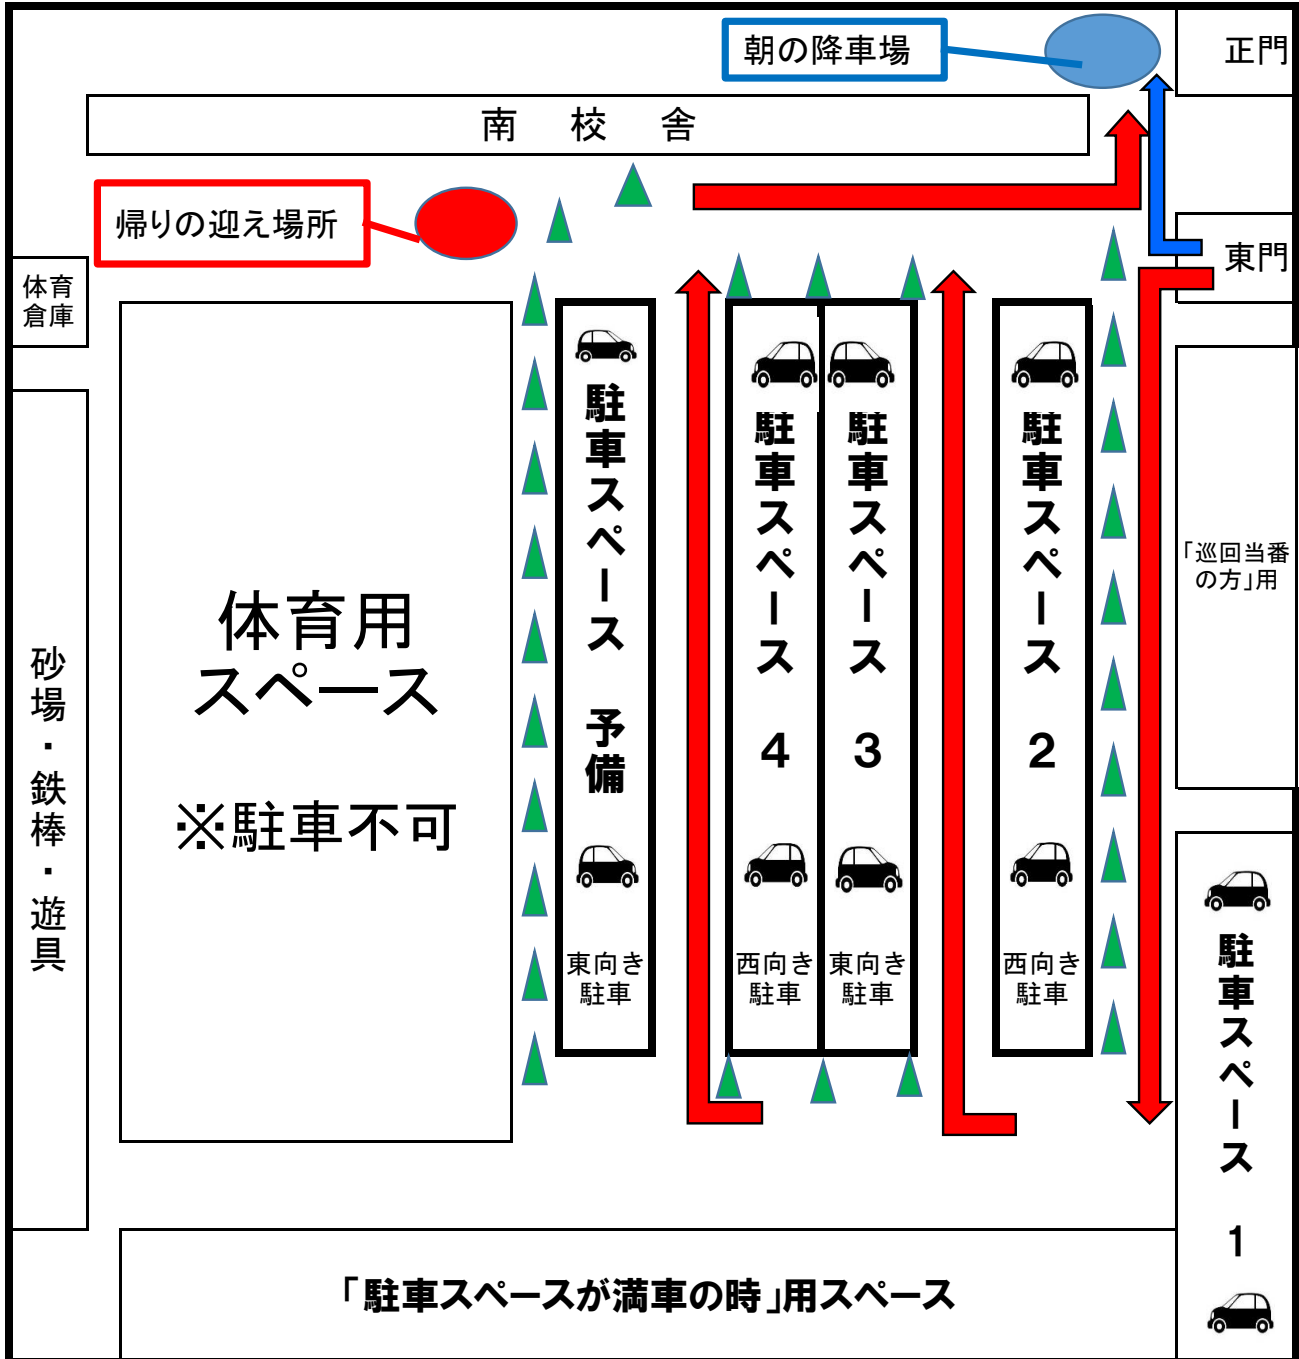 朝の降車場
正門
南 校 舎
帰りの迎え場所
東門
体育
倉庫
駐車スペース 予備
駐車スペース 4
駐車スペース 3
駐車スペース 2
「巡回当番
の方」用
体育用
スペース
※駐車不可
砂場・鉄棒・遊具
東向き
駐車
西向き
駐車
東向き
駐車
西向き
駐車
駐車スペース 1
「駐車スペースが満車の時」用スペース